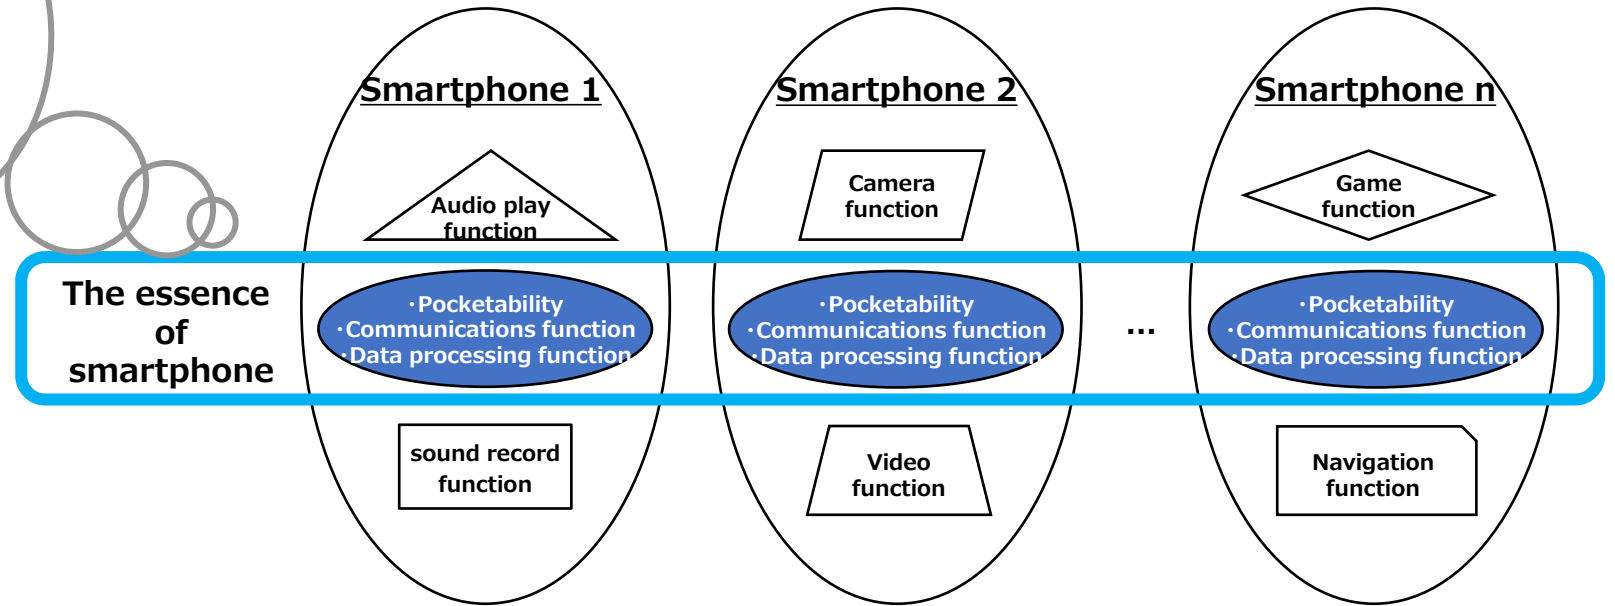 Smartphone 1
Smartphone 2
Smartphone n
Audio play
function
Camera
function
Game
function
The essence
of
smartphone
・Pocketability
・Communications function
・Data processing function
・Pocketability
・Communications function
・Data processing function
…
・Pocketability
・Communications function
・Data processing function
sound record
function
Video
function
Navigation
function